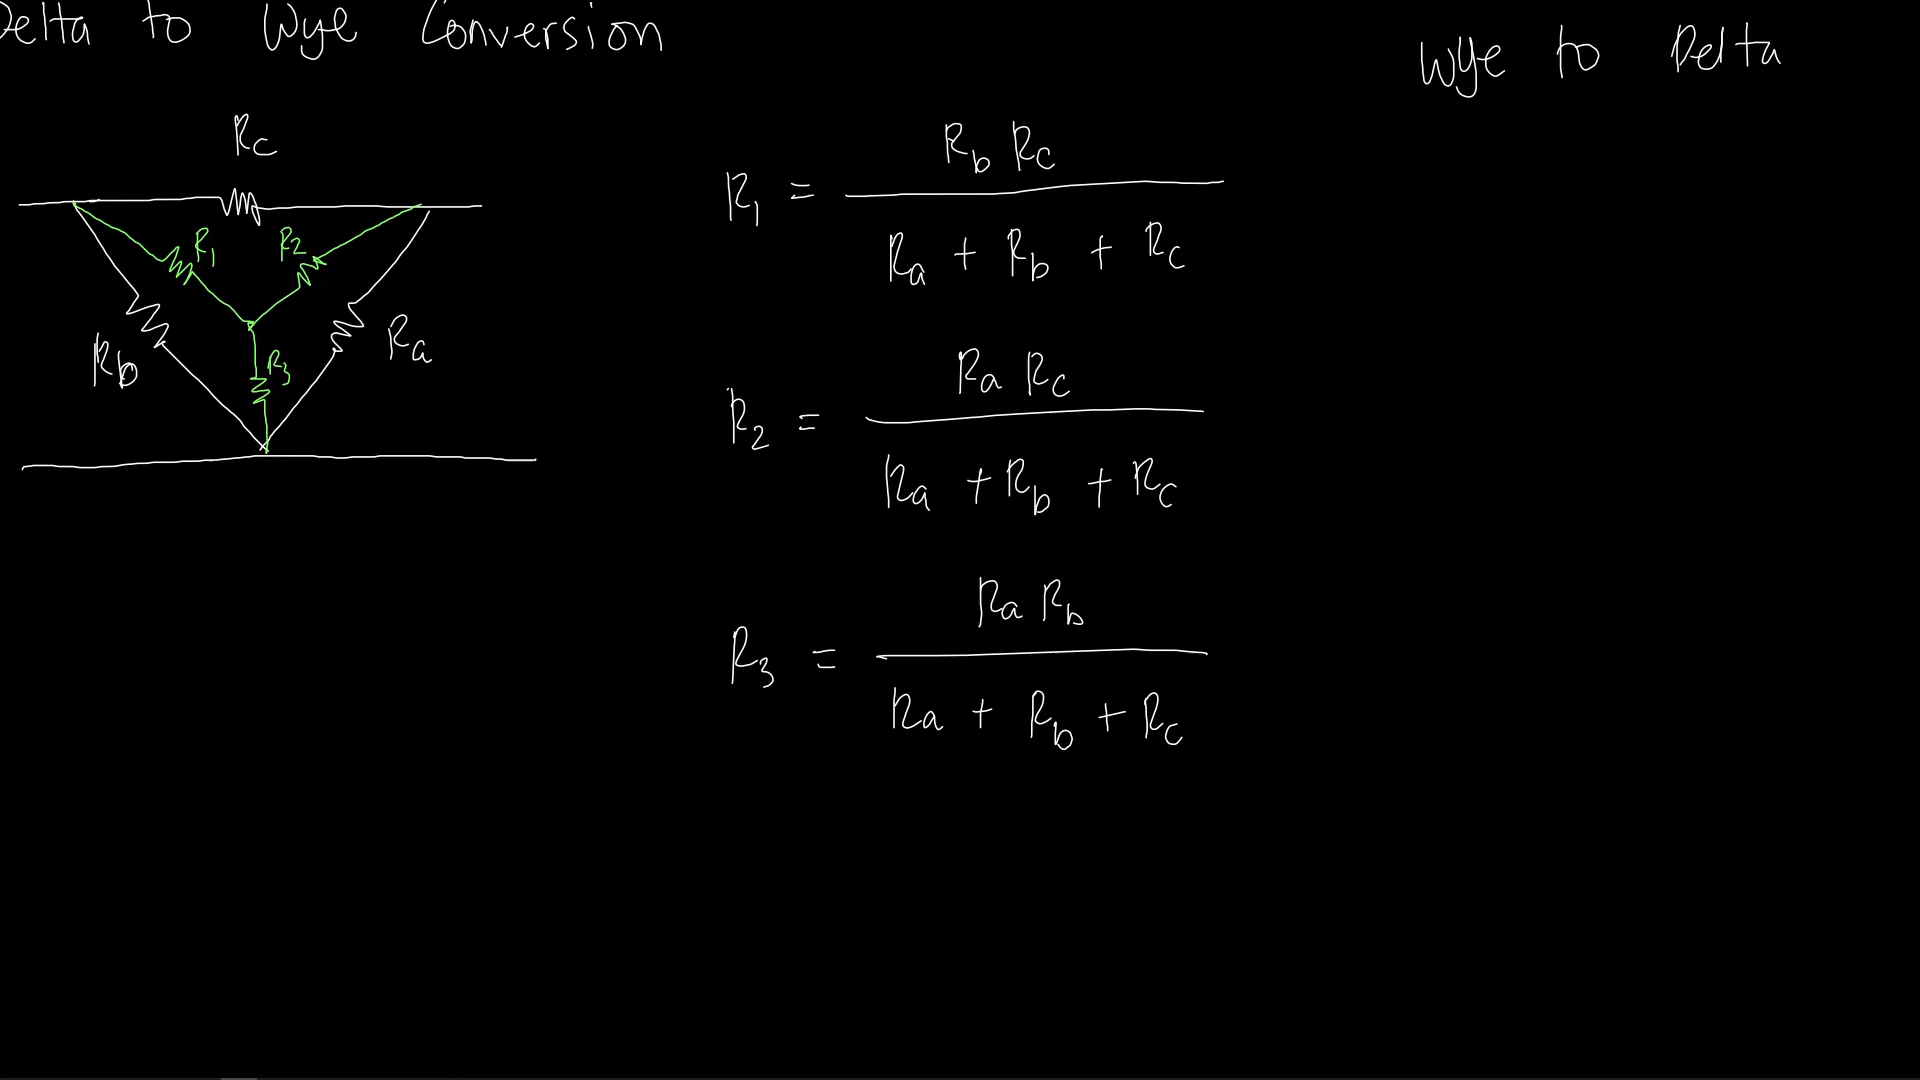 Delta to Wye Conversion
Wye to Delta
Rc
R1
R2
Rb
R3
Ra
R1 = Rb Rc / Ra + Rb + Rc
R2 = Ra Rc / Ra + Rb + Rc
R3 = Ra Rb / Ra + Rb + Rc